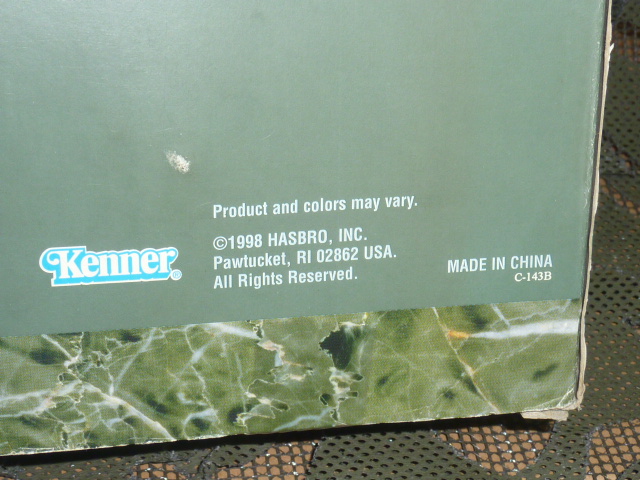 Product and colors may vary.
©1998 HASBRO, INC.
Pawtucket, RI 02862 USA.
All Rights Reserved.
Kenner®
MADE IN CHINA
C-143B